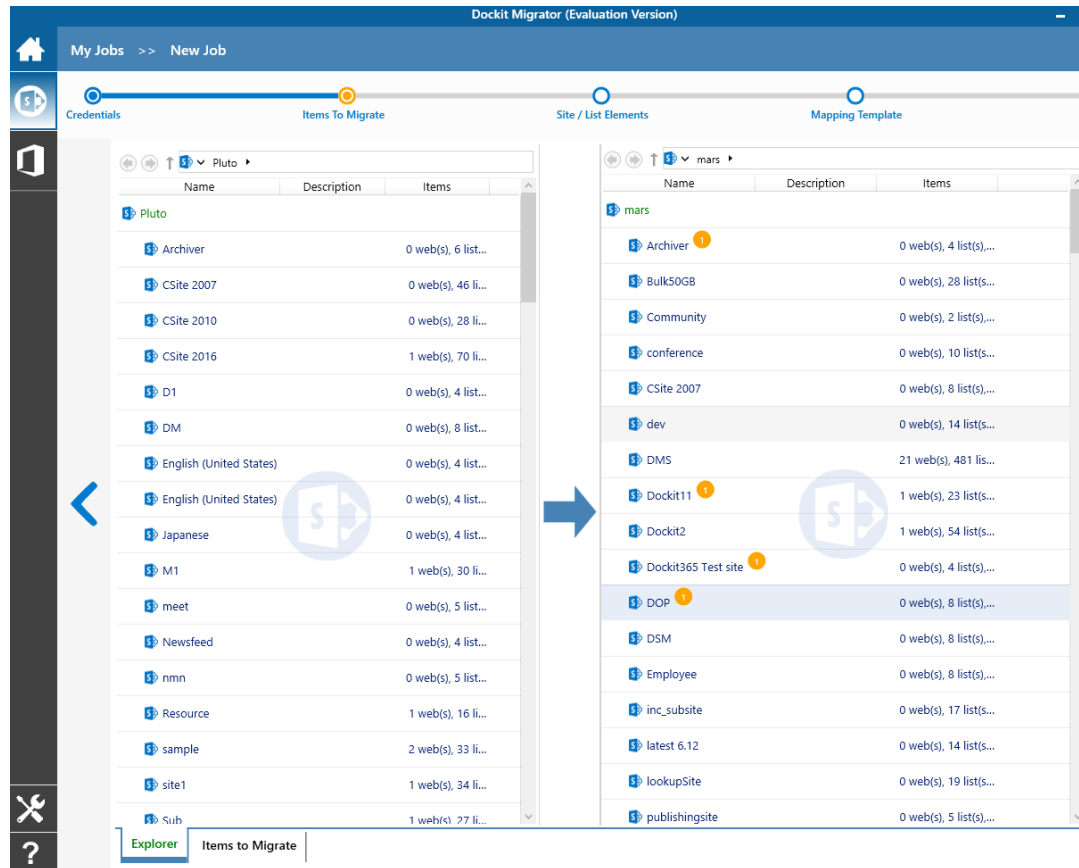 Dockit Migrator (Evaluation Version)
My Jobs >> New Job
Credentials Items To Migrate Site / List Elements Mapping Template
Pluto
Name Description Items
Pluto
Archiver 0 web(s), 6 list...
CSite 2007 0 web(s), 46 li...
CSite 2010 0 web(s), 28 li...
CSite 2016 1 web(s), 70 li...
D1 0 web(s), 4 list...
DM 0 web(s), 8 list...
English (United States) 0 web(s), 4 list...
English (United States) 0 web(s), 4 list...
Japanese 0 web(s), 4 list...
M1 1 web(s), 30 li...
meet 0 web(s), 5 list...
Newsfeed 0 web(s), 4 list...
nmn 0 web(s), 5 list...
Resource 1 web(s), 16 li...
sample 2 web(s), 33 li...
site1 1 web(s), 34 li...
Sub 1 web(s), 27 li...
mars
Name Description Items
mars
Archiver 1 0 web(s), 4 list(s),...
Bulk50GB 0 web(s), 28 list(s...
Community 0 web(s), 2 list(s),...
conference 0 web(s), 10 list(s...
CSite 2007 0 web(s), 8 list(s),...
dev 0 web(s), 14 list(s...
DMS 21 web(s), 481 lis...
Dockit11 1 1 web(s), 23 list(s...
Dockit2 1 web(s), 54 list(s...
Dockit365 Test site 1 0 web(s), 4 list(s),...
DOP 1 0 web(s), 8 list(s),...
DSM 0 web(s), 8 list(s),...
Employee 0 web(s), 8 list(s),...
inc_subsite 0 web(s), 17 list(s...
latest 6.12 0 web(s), 14 list(s...
lookupSite 0 web(s), 19 list(s...
publishingsite 0 web(s), 5 list(s),...
Explorer Items to Migrate
?